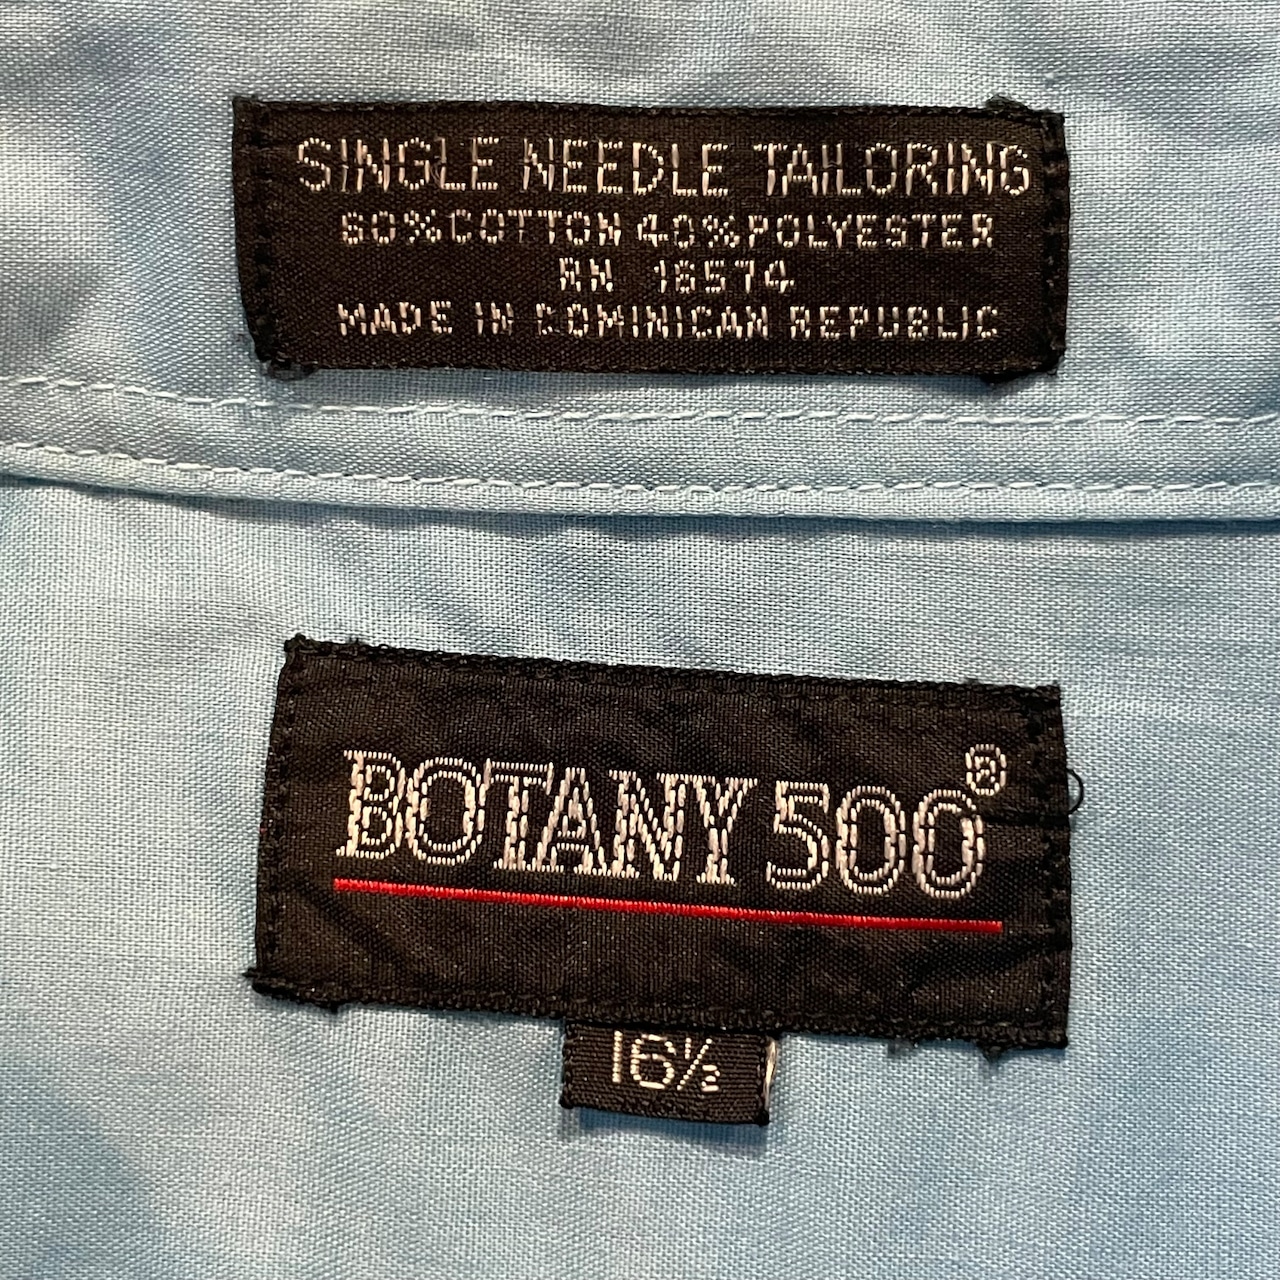 SINGLE NEEDLE TAILORING
60% COTTON 40% POLYESTER
RN 16574
MADE IN DOMINICAN REPUBLIC
BOTANY 500®
16½